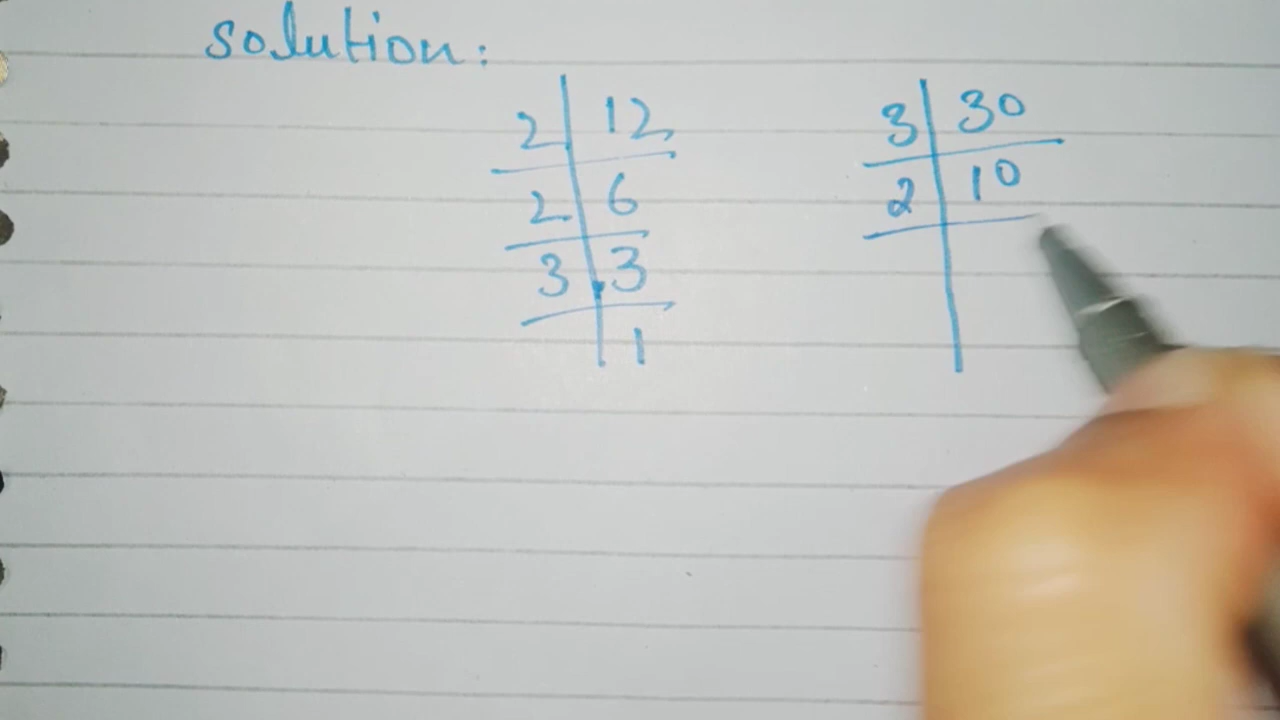 solution:
2 | 12
2 | 6
3 | 3
| 1
3 | 30
2 | 10